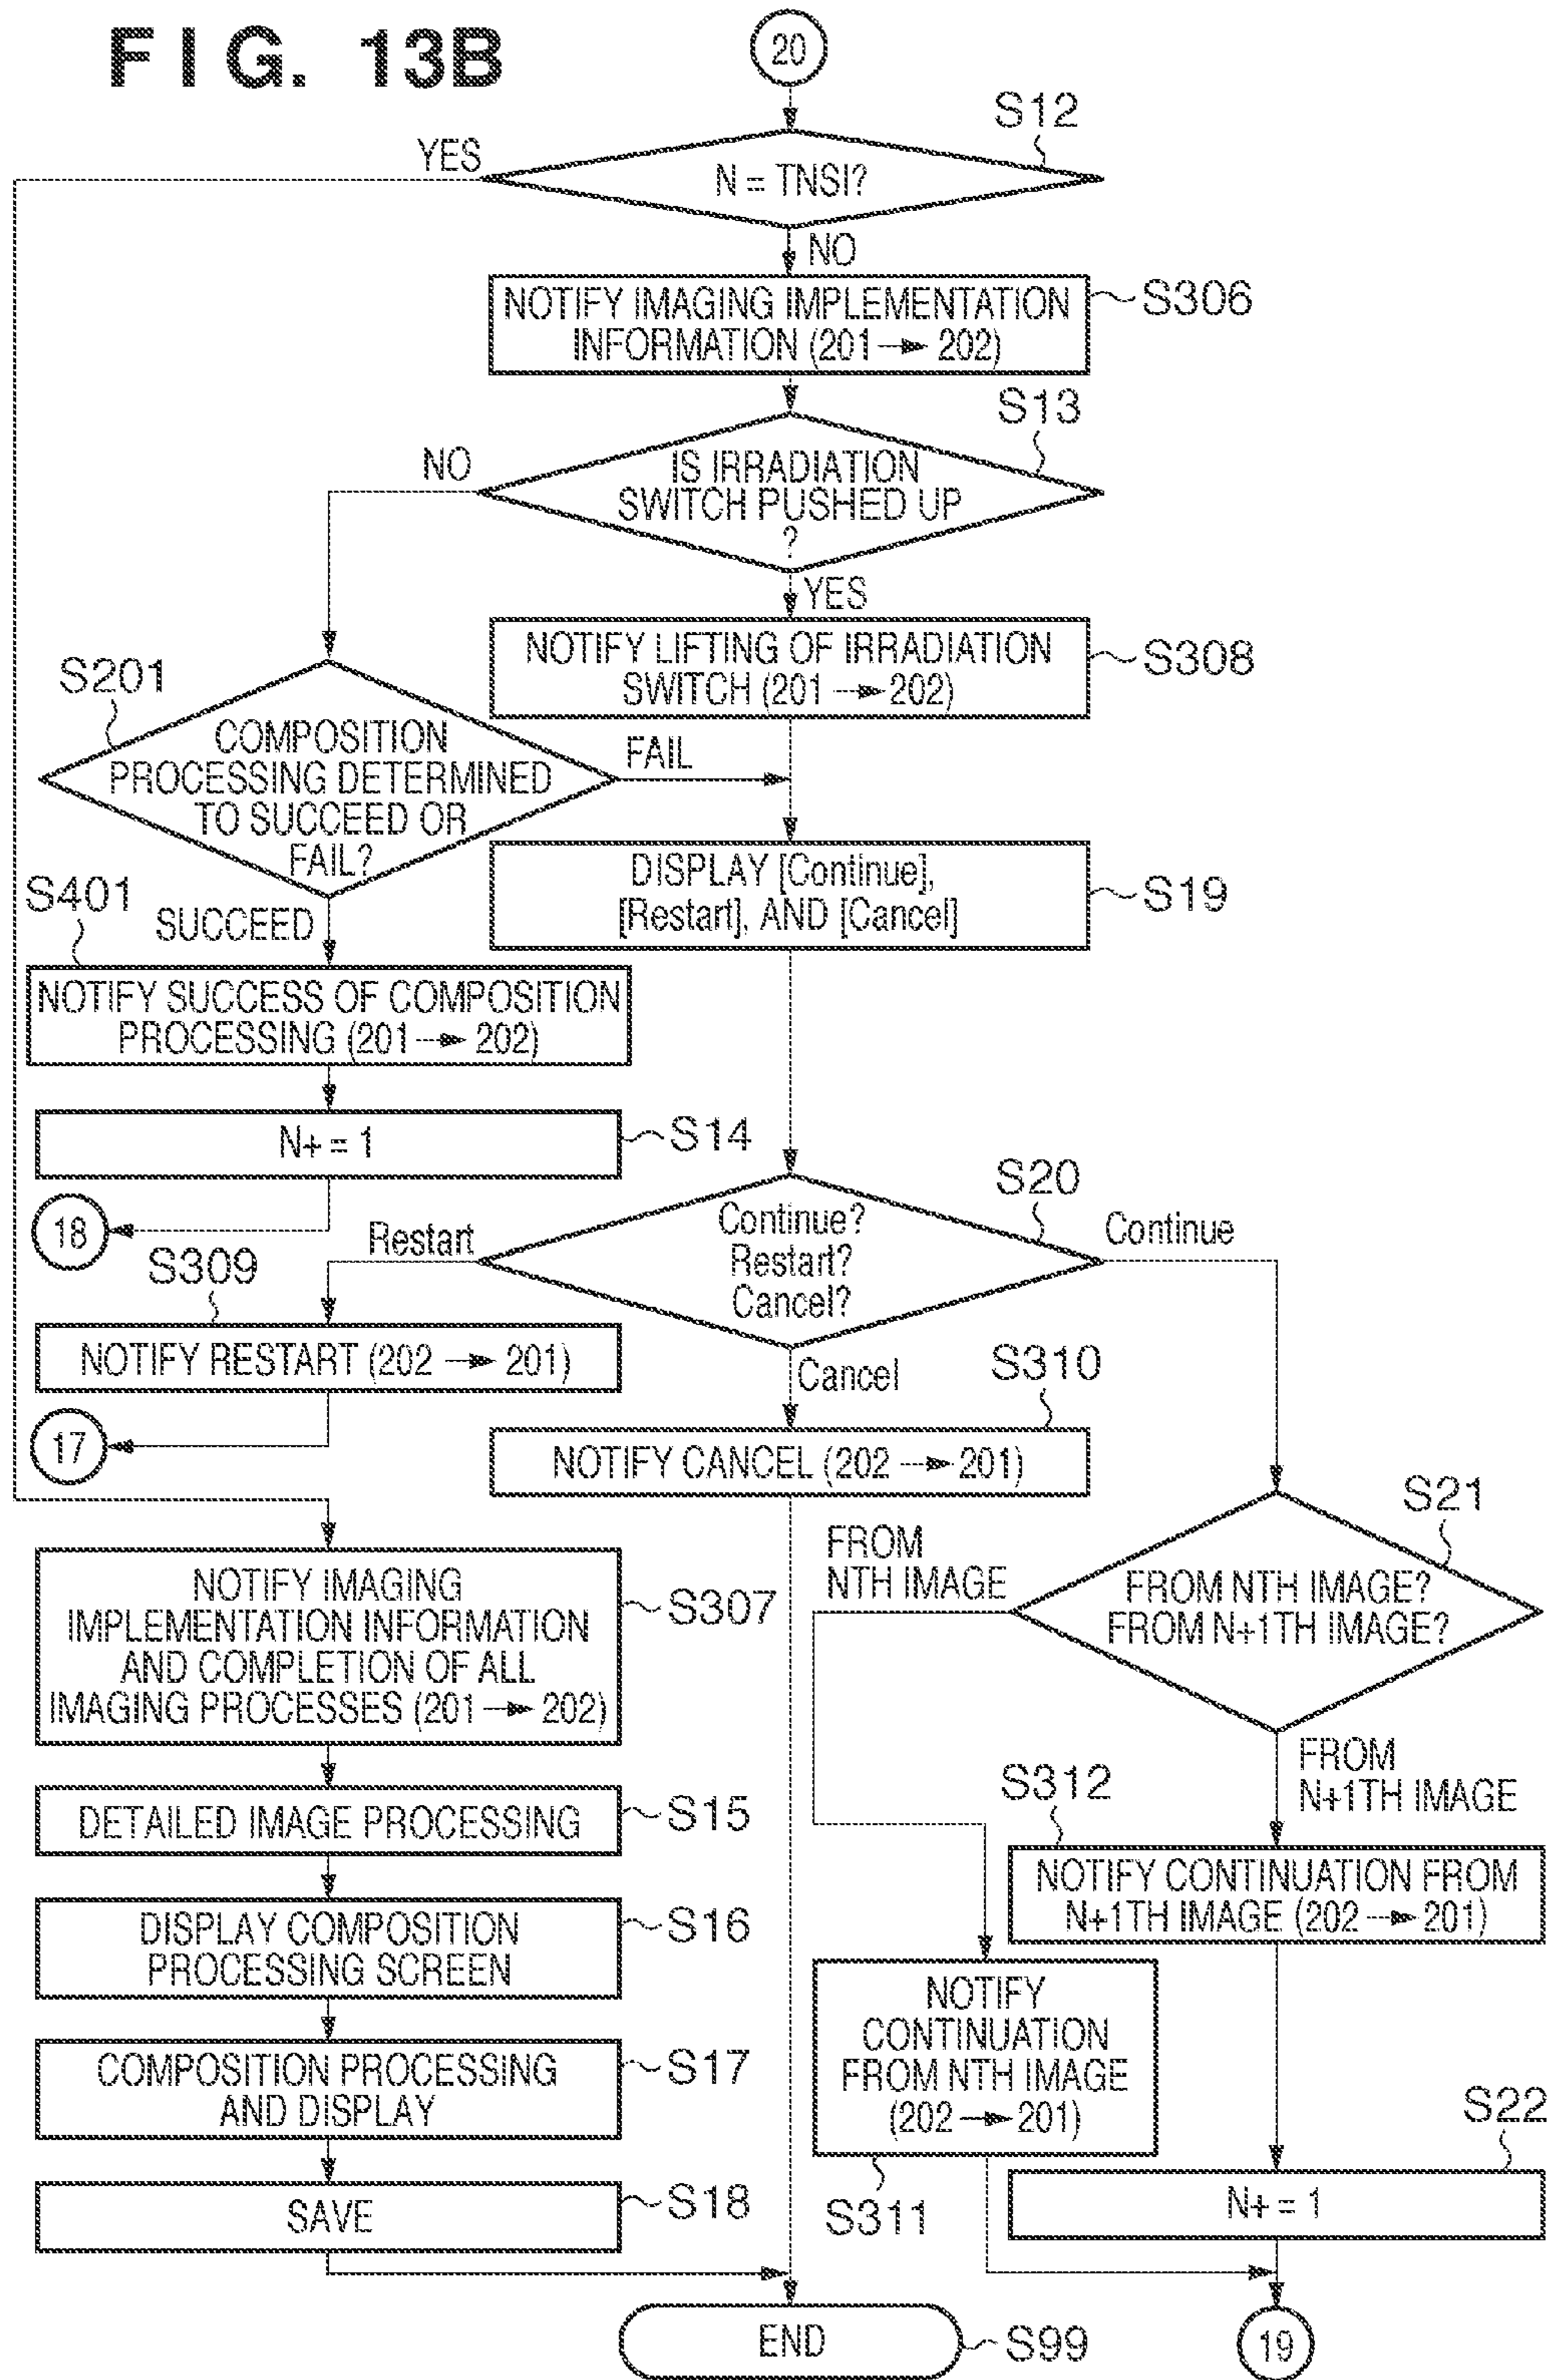 FIG. 13B
20
S12
YES
N = TNSI?
NO
NOTIFY IMAGING IMPLEMENTATION
INFORMATION (201 → 202)
S306
S13
NO
IS IRRADIATION
SWITCH PUSHED UP
?
YES
NOTIFY LIFTING OF IRRADIATION
SWITCH (201 → 202)
S308
S201
COMPOSITION
PROCESSING DETERMINED
TO SUCCEED OR
FAIL?
FAIL
DISPLAY [Continue],
[Restart], AND [Cancel]
S19
S401
SUCCEED
NOTIFY SUCCESS OF COMPOSITION
PROCESSING (201 → 202)
N+ = 1
S14
18
S20
Restart
Continue?
Restart?
Cancel?
Continue
S309
NOTIFY RESTART (202 → 201)
17
Cancel
S310
NOTIFY CANCEL (202 → 201)
S21
FROM
NTH IMAGE
FROM NTH IMAGE?
FROM N+1TH IMAGE?
NOTIFY IMAGING
IMPLEMENTATION INFORMATION
AND COMPLETION OF ALL
IMAGING PROCESSES (201 → 202)
S307
FROM
N+1TH IMAGE
S312
DETAILED IMAGE PROCESSING
S15
NOTIFY CONTINUATION FROM
N+1TH IMAGE (202 → 201)
DISPLAY COMPOSITION
PROCESSING SCREEN
S16
NOTIFY
CONTINUATION
FROM NTH IMAGE
(202 → 201)
S311
COMPOSITION PROCESSING
AND DISPLAY
S17
S22
N+ = 1
SAVE
S18
END
S99
19